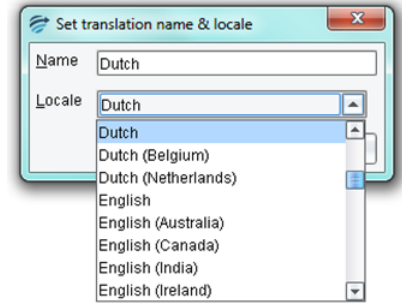 Set translation name & locale
Name Dutch
Locale Dutch
Dutch
Dutch (Belgium)
Dutch (Netherlands)
English
English (Australia)
English (Canada)
English (India)
English (Ireland)